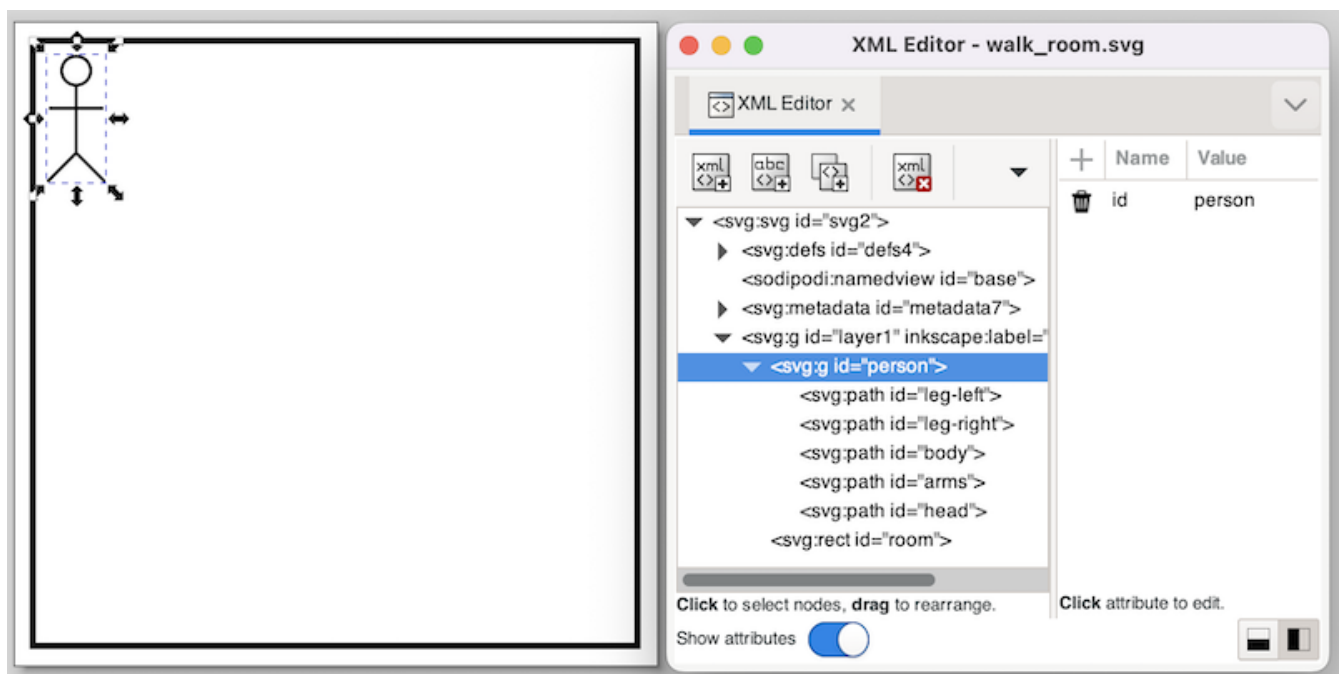 XML Editor - walk_room.svg
XML Editor
xml
abc
xml
Name Value
id person
<svg:svg id="svg2">
<svg:defs id="defs4">
<sodipodi:namedview id="base">
<svg:metadata id="metadata7">
<svg:g id="layer1" inkscape:label="
<svg:g id="person">
<svg:path id="leg-left">
<svg:path id="leg-right">
<svg:path id="body">
<svg:path id="arms">
<svg:path id="head">
<svg:rect id="room">
Click to select nodes, drag to rearrange.
Click attribute to edit.
Show attributes